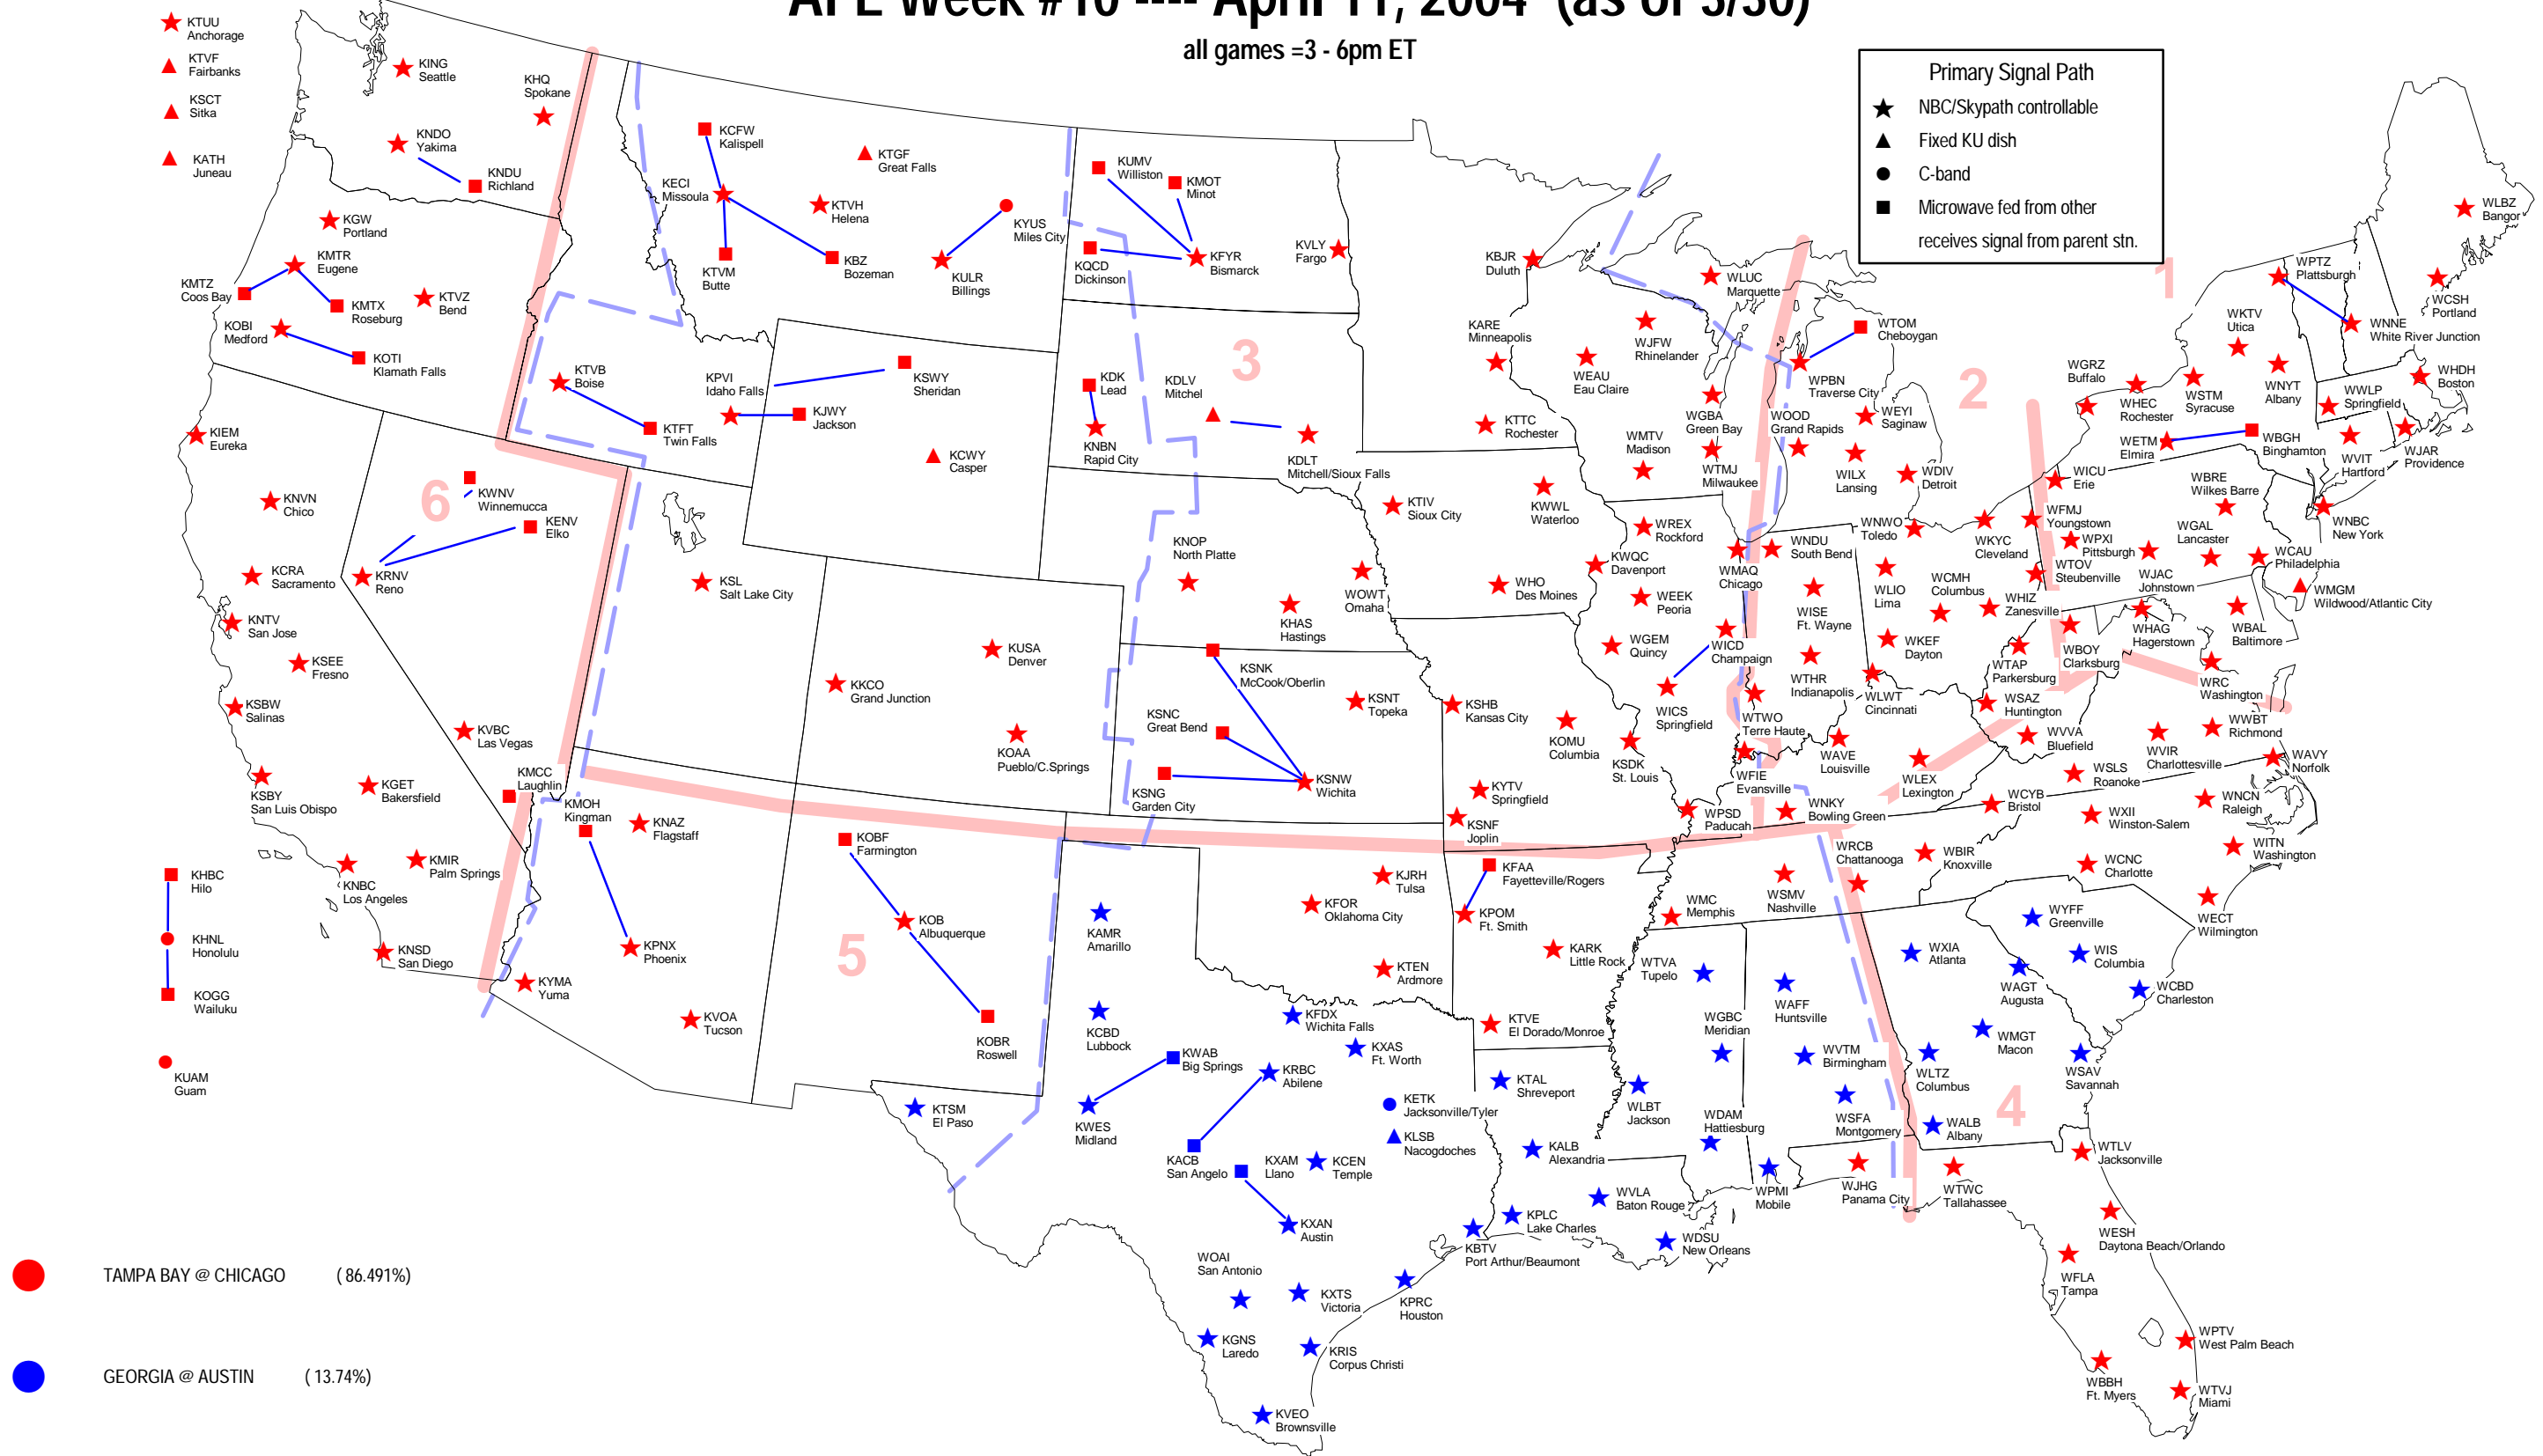 AFL Week #10 ---- April 11, 2004 (as of 3/30)
all games =3 - 6pm ET
Primary Signal Path
NBC/Skypath controllable
Fixed KU dish
C-band
Microwave fed from other
receives signal from parent stn.
KTUU
Anchorage
KTVF
Fairbanks
KSCT
Sitka
KATH
Juneau
KING
Seattle
KHQ
Spokane
KNDO
Yakima
KNDU
Richland
KGW
Portland
KMTR
Eugene
KMTZ
Coos Bay
KMTX
Roseburg
KTVZ
Bend
KOBI
Medford
KOTI
Klamath Falls
KCFW
Kalispell
KTGF
Great Falls
KECI
Missoula
KTVH
Helena
KYUS
Miles City
KTVM
Butte
KBZ
Bozeman
KULR
Billings
KUMV
Williston
KMOT
Minot
KQCD
Dickinson
KFYR
Bismarck
KVLY
Fargo
KBJR
Duluth
WLUC
Marquette
KARE
Minneapolis
WJFW
Rhinelander
WEAU
Eau Claire
WTOM
Cheboygan
WPBN
Traverse City
WGBA
Green Bay
WOOD
Grand Rapids
WEYI
Saginaw
KTTC
Rochester
WMTV
Madison
WTMJ
Milwaukee
WILX
Lansing
WDIV
Detroit
1
2
3
4
5
6
WLBZ
Bangor
WPTZ
Plattsburgh
WCSH
Portland
WKTV
Utica
WNNE
White River Junction
WGRZ
Buffalo
WHEC
Rochester
WSTM
Syracuse
WNYT
Albany
WHDH
Boston
WWLP
Springfield
WETM
Elmira
WBGH
Binghamton
WVIT
Hartford
WJAR
Providence
WICU
Erie
WBRE
Wilkes Barre
WNBC
New York
KTVB
Boise
KPVI
Idaho Falls
KSWY
Sheridan
KJWY
Jackson
KTFT
Twin Falls
KCWY
Casper
KDK
Lead
KDLV
Mitchel
KNBN
Rapid City
KDLT
Mitchell/Sioux Falls
KTIV
Sioux City
KWWL
Waterloo
WREX
Rockford
KWQC
Davenport
WMAQ
Chicago
WNDU
South Bend
WNWO
Toledo
WKYC
Cleveland
WFMJ
Youngstown
WPXI
Pittsburgh
WTOV
Steubenville
WGAL
Lancaster
WJAC
Johnstown
WCAU
Philadelphia
WMGM
Wildwood/Atlantic City
KIEM
Eureka
KNVN
Chico
KWNV
Winnemucca
KENV
Elko
KCRA
Sacramento
KRNV
Reno
KNTV
San Jose
KSEE
Fresno
KSBW
Salinas
KVBC
Las Vegas
KSBY
San Luis Obispo
KGET
Bakersfield
KMCC
Laughlin
KNBC
Los Angeles
KMIR
Palm Springs
KNSD
San Diego
KSL
Salt Lake City
KUSA
Denver
KKCO
Grand Junction
KOAA
Pueblo/C.Springs
KNOP
North Platte
KHAS
Hastings
WOWT
Omaha
WHO
Des Moines
WEEK
Peoria
WGEM
Quincy
WICD
Champaign
WICS
Springfield
WISE
Ft. Wayne
WLIO
Lima
WCMH
Columbus
WHIZ
Zanesville
WKEF
Dayton
WTHR
Indianapolis
WLWT
Cincinnati
WTAP
Parkersburg
WBOY
Clarksburg
WHAG
Hagerstown
WBAL
Baltimore
WRC
Washington
WSAZ
Huntington
KSNK
McCook/Oberlin
KSNC
Great Bend
KSNG
Garden City
KSNW
Wichita
KSNT
Topeka
KSHB
Kansas City
KOMU
Columbia
KSDK
St. Louis
WTWO
Terre Haute
WFIE
Evansville
WAVE
Louisville
WLEX
Lexington
WVVA
Bluefield
WVIR
Charlottesville
WWBT
Richmond
WAVY
Norfolk
WSLS
Roanoke
KYTV
Springfield
KSNF
Joplin
WPSD
Paducah
WNKY
Bowling Green
WCYB
Bristol
WXII
Winston-Salem
WNCN
Raleigh
WITN
Washington
WCNC
Charlotte
WECT
Wilmington
WRCB
Chattanooga
WBIR
Knoxville
WSMV
Nashville
WMC
Memphis
KMOH
Kingman
KNAZ
Flagstaff
KPNX
Phoenix
KYMA
Yuma
KVOA
Tucson
KOBF
Farmington
KOB
Albuquerque
KOBR
Roswell
KJRH
Tulsa
KFOR
Oklahoma City
KTEN
Ardmore
KFAA
Fayetteville/Rogers
KPOM
Ft. Smith
KARK
Little Rock
KTVE
El Dorado/Monroe
KAMR
Amarillo
KCBD
Lubbock
KFDX
Wichita Falls
KXAS
Ft. Worth
KWAB
Big Springs
KRBC
Abilene
KWES
Midland
KTSM
El Paso
KETK
Jacksonville/Tyler
KLSB
Nacogdoches
KACB
San Angelo
KXAM
Llano
KCEN
Temple
KXAN
Austin
WOAI
San Antonio
KXTS
Victoria
KPRC
Houston
KBTV
Port Arthur/Beaumont
KGNS
Laredo
KRIS
Corpus Christi
KVEO
Brownsville
KTAL
Shreveport
KALB
Alexandria
KPLC
Lake Charles
WVLA
Baton Rouge
WDSU
New Orleans
WTVA
Tupelo
WGBC
Meridian
WLBT
Jackson
WDAM
Hattiesburg
WPMI
Mobile
WAFF
Huntsville
WVTM
Birmingham
WSFA
Montgomery
WXIA
Atlanta
WYFF
Greenville
WIS
Columbia
WAGT
Augusta
WCBD
Charleston
WMGT
Macon
WLTZ
Columbus
WSAV
Savannah
WALB
Albany
WJHG
Panama City
WTWC
Tallahassee
WTLV
Jacksonville
WESH
Daytona Beach/Orlando
WFLA
Tampa
WPTV
West Palm Beach
WBBH
Ft. Myers
WTVJ
Miami
KHBC
Hilo
KHNL
Honolulu
KOGG
Wailuku
KUAM
Guam
TAMPA BAY @ CHICAGO ( 86.491%)
GEORGIA @ AUSTIN ( 13.74%)